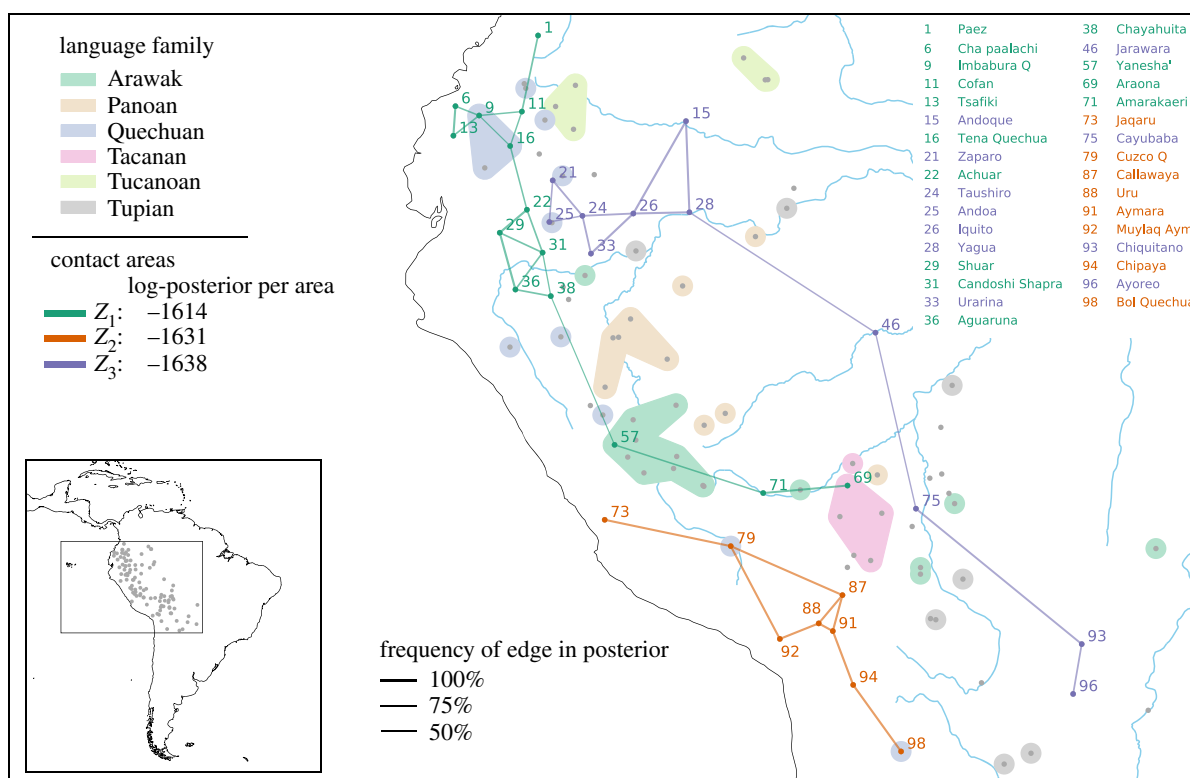 language family
Arawak
Panoan
Quechuan
Tacanan
Tucanoan
Tupian
contact areas
log-posterior per area
Z1: –1614
Z2: –1631
Z3: –1638
frequency of edge in posterior
100%
75%
50%
1 Paez
6 Cha paalachi
9 Imbabura Q
11 Cofan
13 Tsafiki
15 Andoque
16 Tena Quechua
21 Zaparo
22 Achuar
24 Taushiro
25 Andoa
26 Iquito
28 Yagua
29 Shuar
31 Candoshi Shapra
33 Urarina
36 Aguaruna
38 Chayahuita
46 Jarawara
57 Yanesha'
69 Araona
71 Amarakaeri
73 Jaqaru
75 Cayubaba
79 Cuzco Q
87 Callawaya
88 Uru
91 Aymara
92 Muylaq Aym
93 Chiquitano
94 Chipaya
96 Ayoreo
98 Bol Quechua
1
6
9
11
13
16
15
21
22
25
24
26
28
29
31
33
36
38
46
57
71
69
73
79
75
87
88
91
92
93
94
96
98